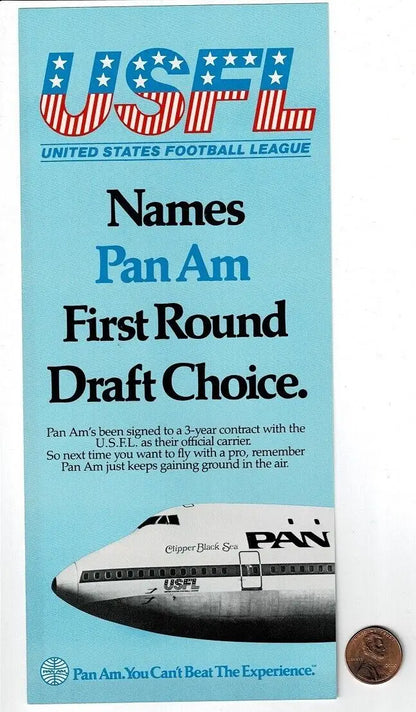 USFL
UNITED STATES FOOTBALL LEAGUE
Names
Pan Am
First Round
Draft Choice.
Pan Am's been signed to a 3-year contract with the
U.S.F.L. as their official carrier.
So next time you want to fly with a pro, remember
Pan Am just keeps gaining ground in the air.
Clipper Black Sea
PAN
USFL
Pan Am. You Can't Beat The Experience.™